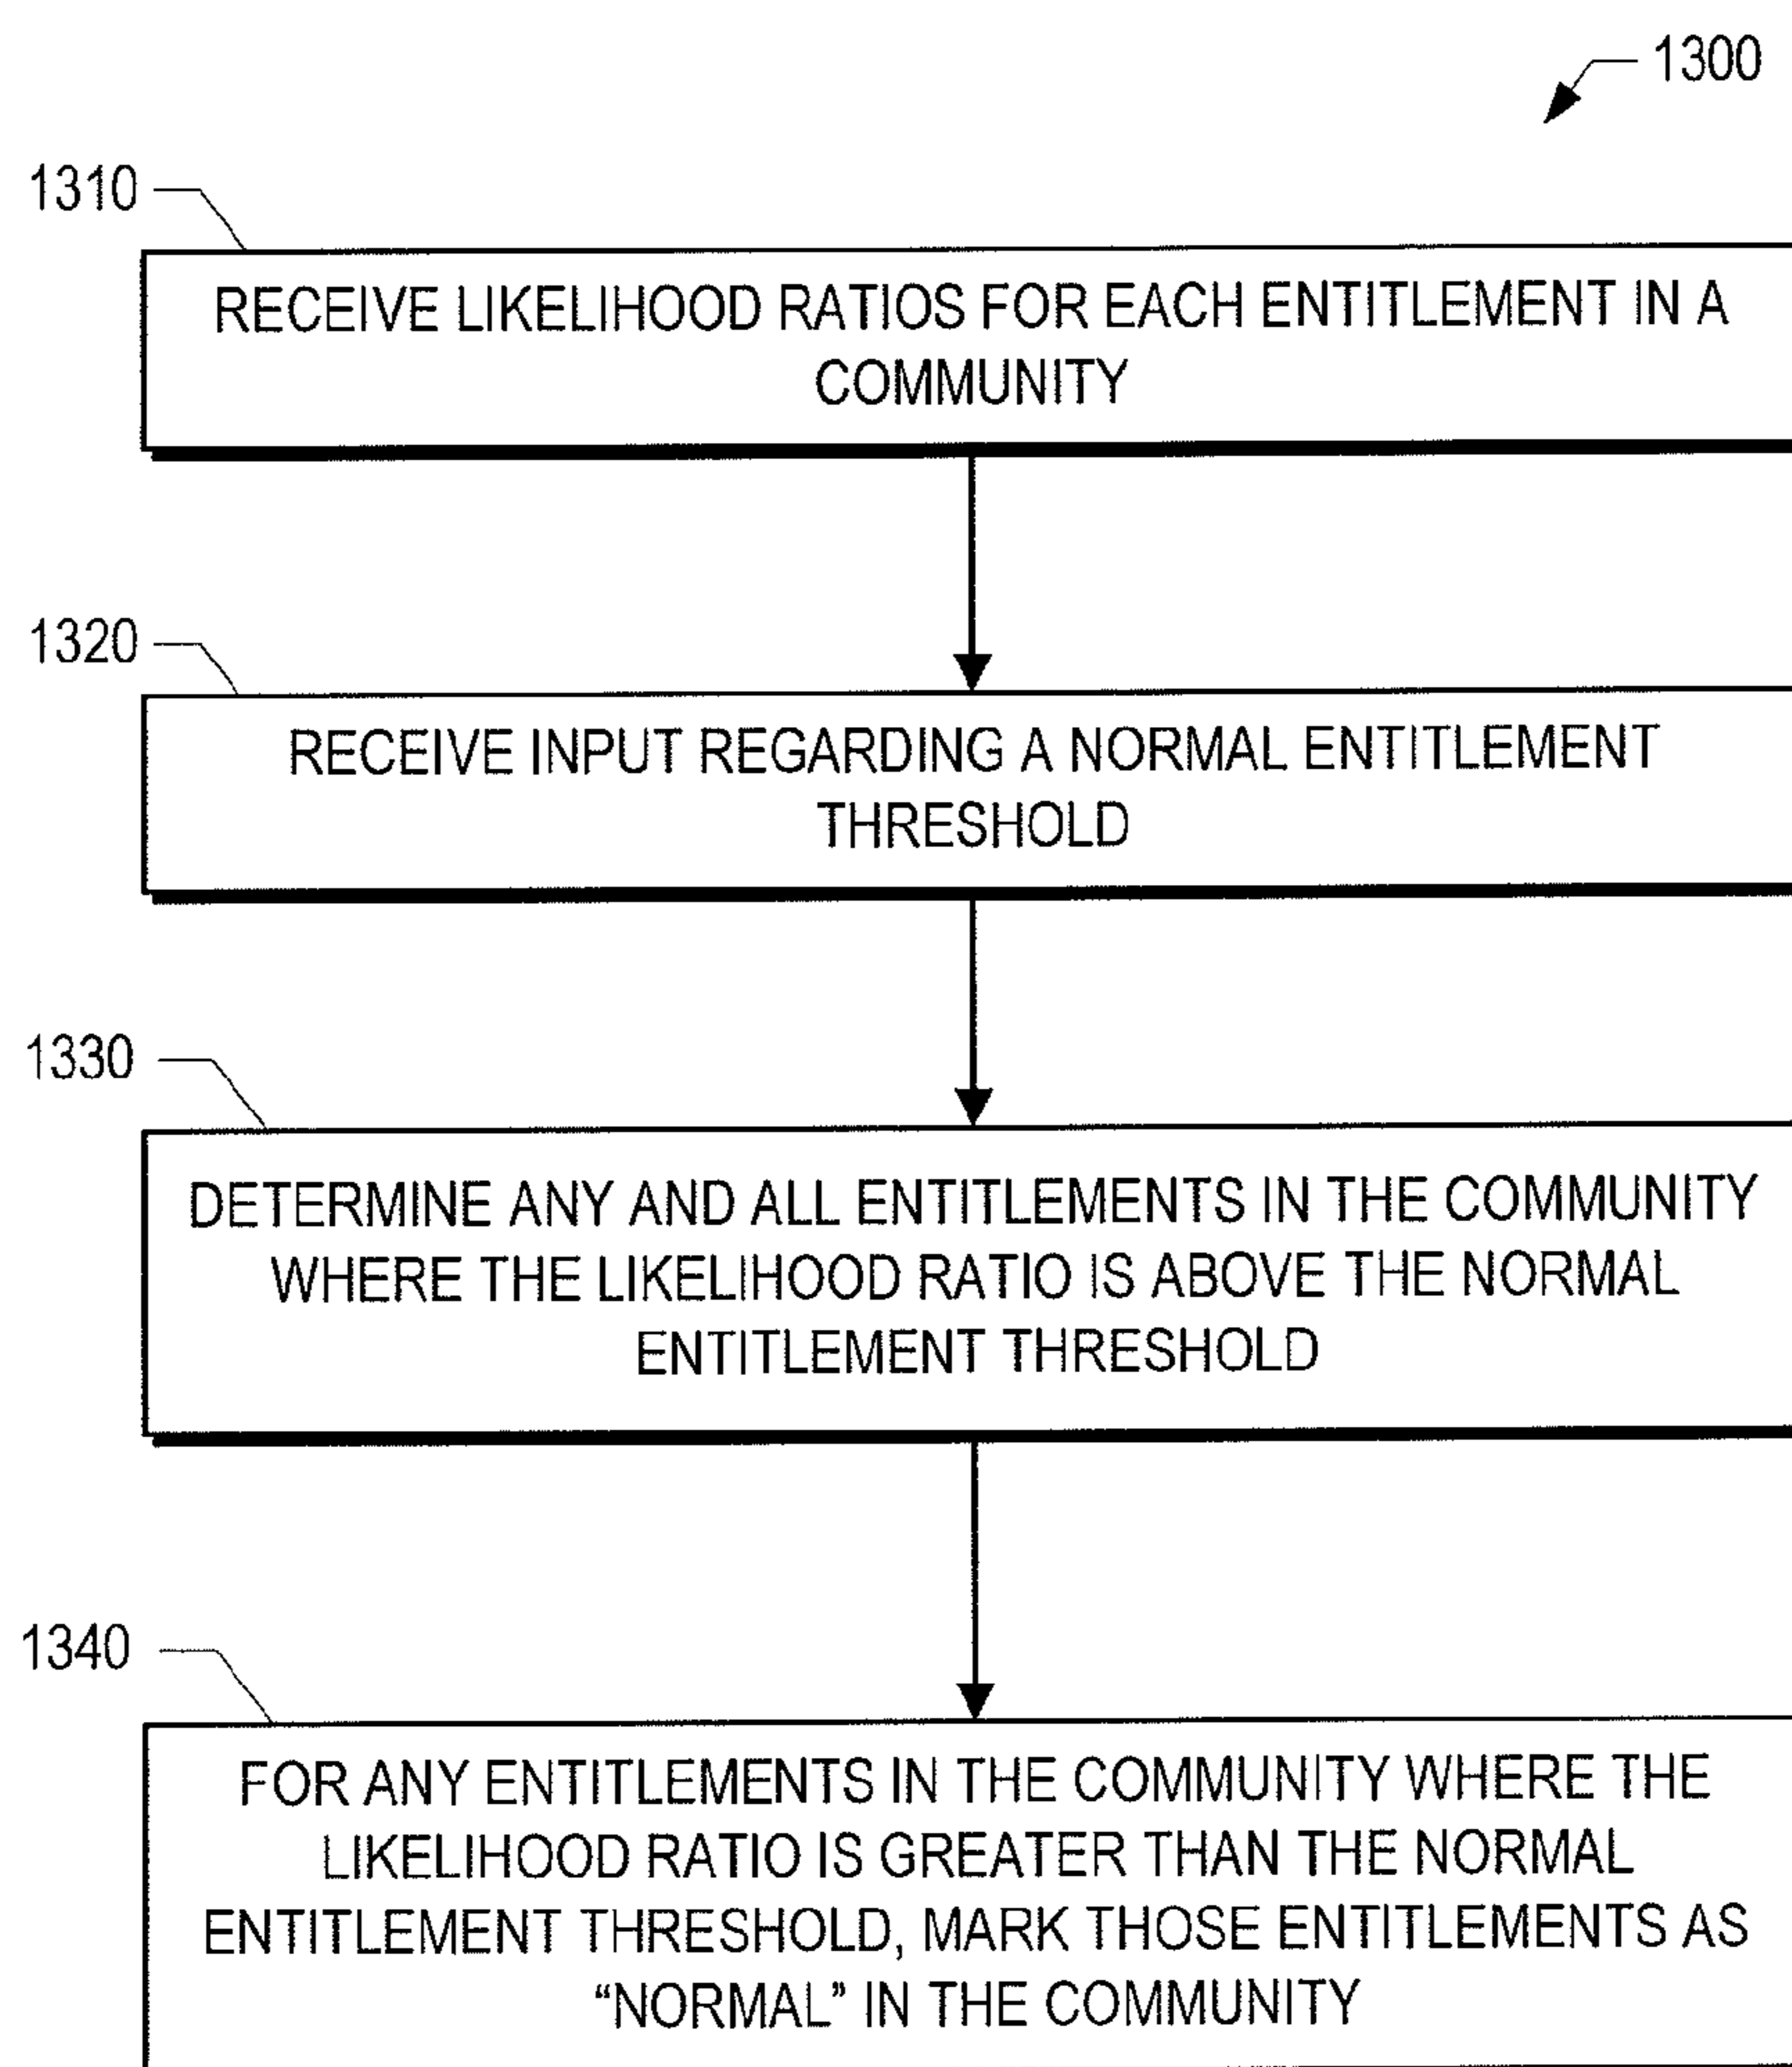 1300
1310
RECEIVE LIKELIHOOD RATIOS FOR EACH ENTITLEMENT IN A
COMMUNITY
1320
RECEIVE INPUT REGARDING A NORMAL ENTITLEMENT
THRESHOLD
1330
DETERMINE ANY AND ALL ENTITLEMENTS IN THE COMMUNITY
WHERE THE LIKELIHOOD RATIO IS ABOVE THE NORMAL
ENTITLEMENT THRESHOLD
1340
FOR ANY ENTITLEMENTS IN THE COMMUNITY WHERE THE
LIKELIHOOD RATIO IS GREATER THAN THE NORMAL
ENTITLEMENT THRESHOLD, MARK THOSE ENTITLEMENTS AS
“NORMAL” IN THE COMMUNITY